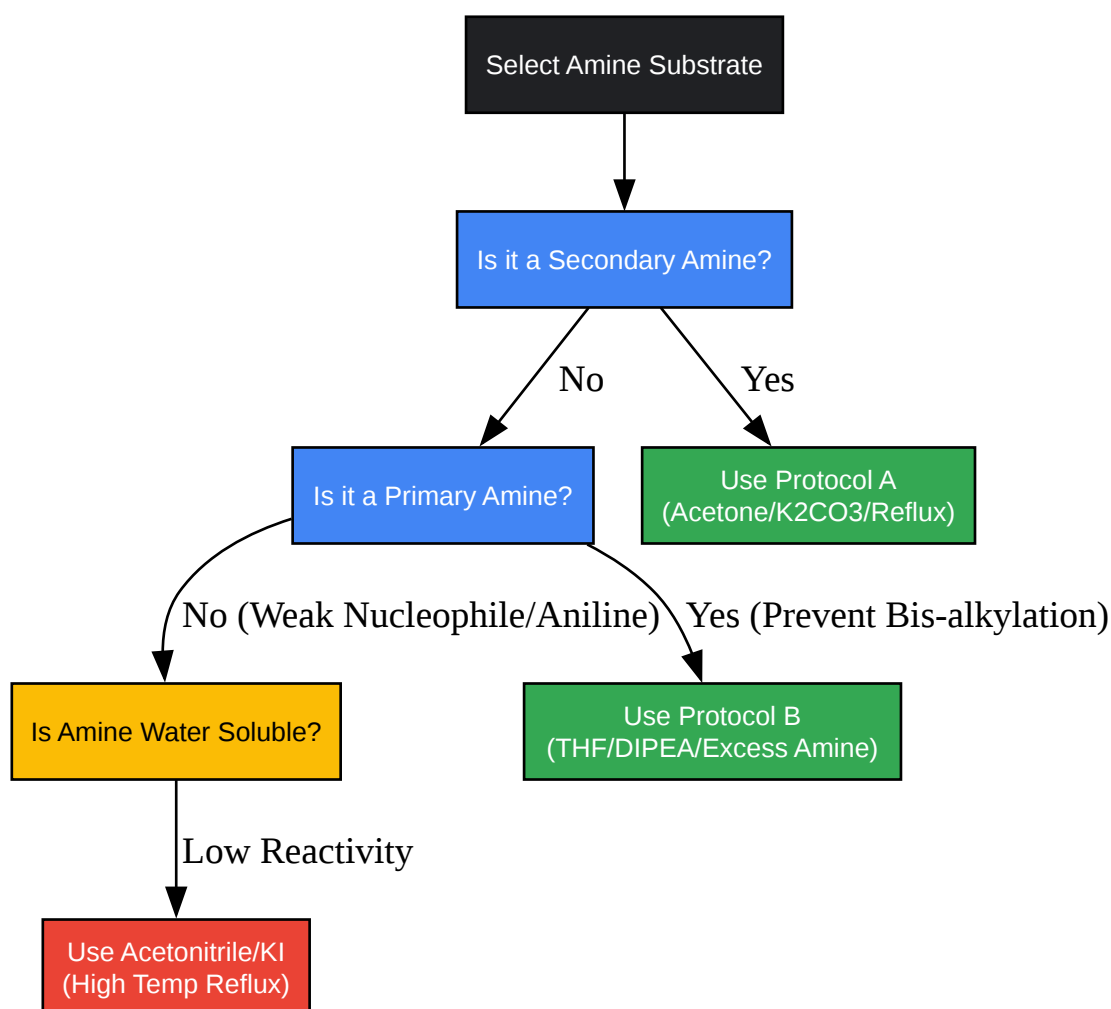 Select Amine Substrate
Is it a Secondary Amine?
No
Yes
Is it a Primary Amine?
Use Protocol A
(Acetone/K2CO3/Reflux)
No (Weak Nucleophile/Aniline)
Yes (Prevent Bis-alkylation)
Is Amine Water Soluble?
Use Protocol B
(THF/DIPEA/Excess Amine)
Low Reactivity
Use Acetonitrile/KI
(High Temp Reflux)